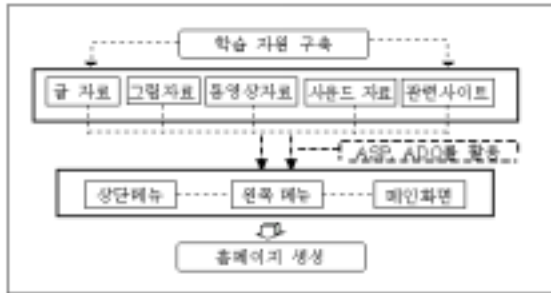 학습 자원 구축
글 자료 그림자료 동영상자료 사운드 자료 관련사이트
ASP, ADO를 활용
상단메뉴 왼쪽 메뉴 메인화면
홈페이지 생성